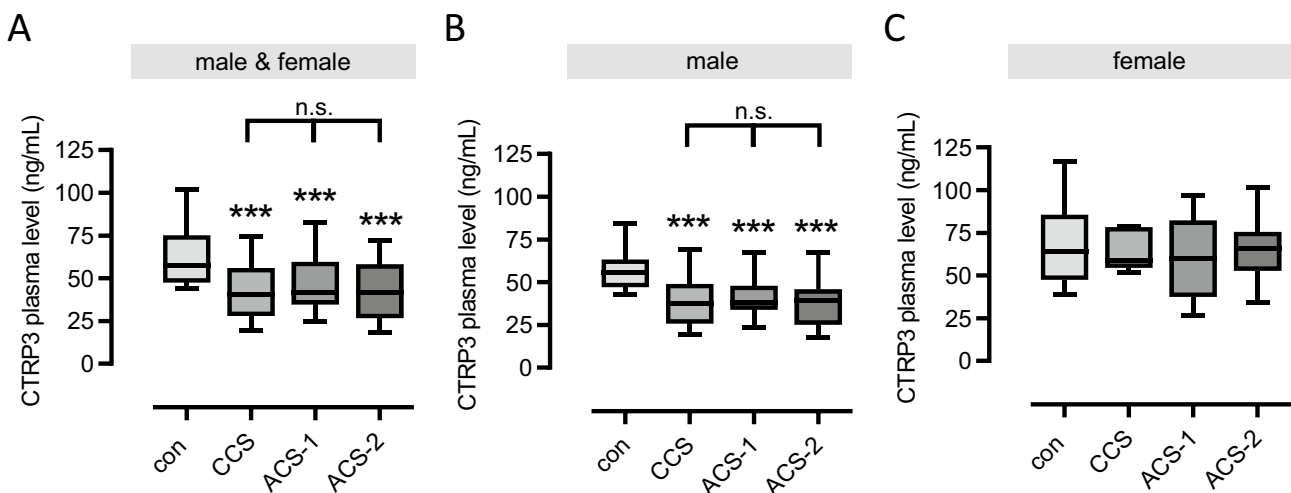 A
male & female
n.s.
CTRP3 plasma level (ng/mL)
125
100
75
50
25
0
***
***
***
con
CCS
ACS-1
ACS-2
B
male
n.s.
CTRP3 plasma level (ng/mL)
125
100
75
50
25
0
***
***
***
con
CCS
ACS-1
ACS-2
C
female
CTRP3 plasma level (ng/mL)
125
100
75
50
25
0
con
CCS
ACS-1
ACS-2